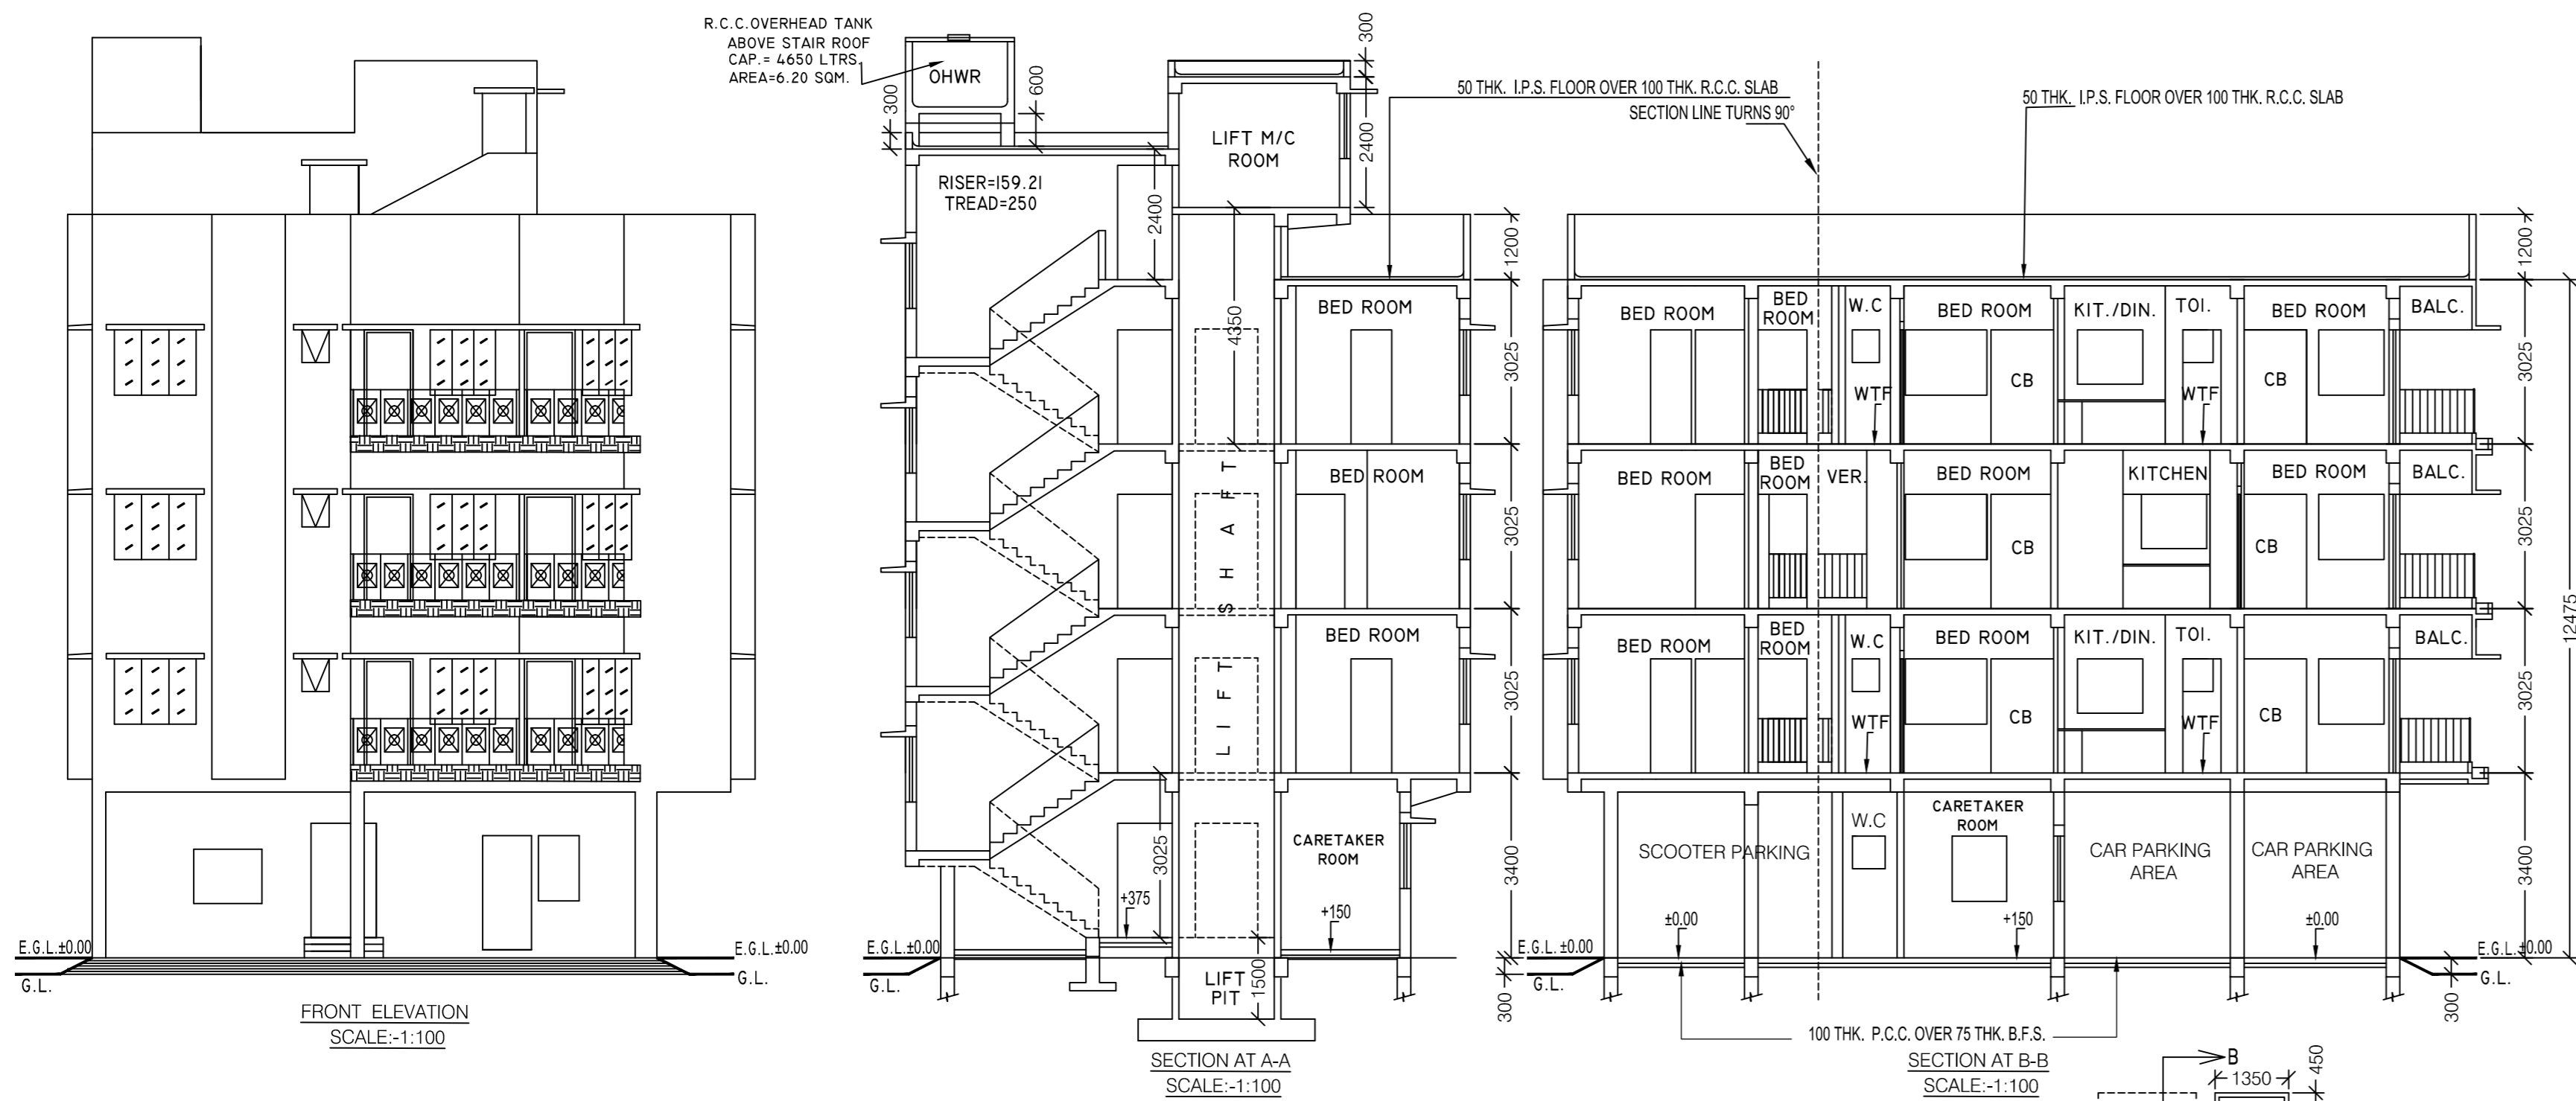 R.C.C.OVERHEAD TANK
ABOVE STAIR ROOF
CAP.= 4650 LTRS.
AREA=6.20 SQM.
OHWR
300
600
300
2400
LIFT M/C
ROOM
RISER=159.21
TREAD=250
2400
4350
50 THK. I.P.S. FLOOR OVER 100 THK. R.C.C. SLAB
SECTION LINE TURNS 90°
50 THK. I.P.S. FLOOR OVER 100 THK. R.C.C. SLAB
1200
1200
BED ROOM
BED ROOM
BED
ROOM
W.C
BED ROOM
KIT./DIN.
TOI.
BED ROOM
BALC.
3025
CB
CB
WTF
WTF
3025
BED ROOM
BED ROOM
BED
ROOM
VER.
BED ROOM
KITCHEN
BED ROOM
BALC.
3025
CB
CB
3025
12475
LIFT SHAFT
BED ROOM
BED ROOM
BED
ROOM
W.C
BED ROOM
KIT./DIN.
TOI.
BED ROOM
BALC.
3025
CB
CB
WTF
WTF
3025
3025
CARETAKER
ROOM
3400
SCOOTER PARKING
W.C
CARETAKER
ROOM
CAR PARKING
AREA
CAR PARKING
AREA
3400
+375
+150
±0.00
+150
±0.00
E.G.L.±0.00
G.L.
E.G.L.±0.00
G.L.
E.G.L.±0.00
G.L.
E.G.L.±0.00
G.L.
E.G.L.±0.00
G.L.
LIFT
PIT
1500
300
300
FRONT ELEVATION
SCALE:-1:100
SECTION AT A-A
SCALE:-1:100
100 THK. P.C.C. OVER 75 THK. B.F.S.
SECTION AT B-B
SCALE:-1:100
B
1350
450